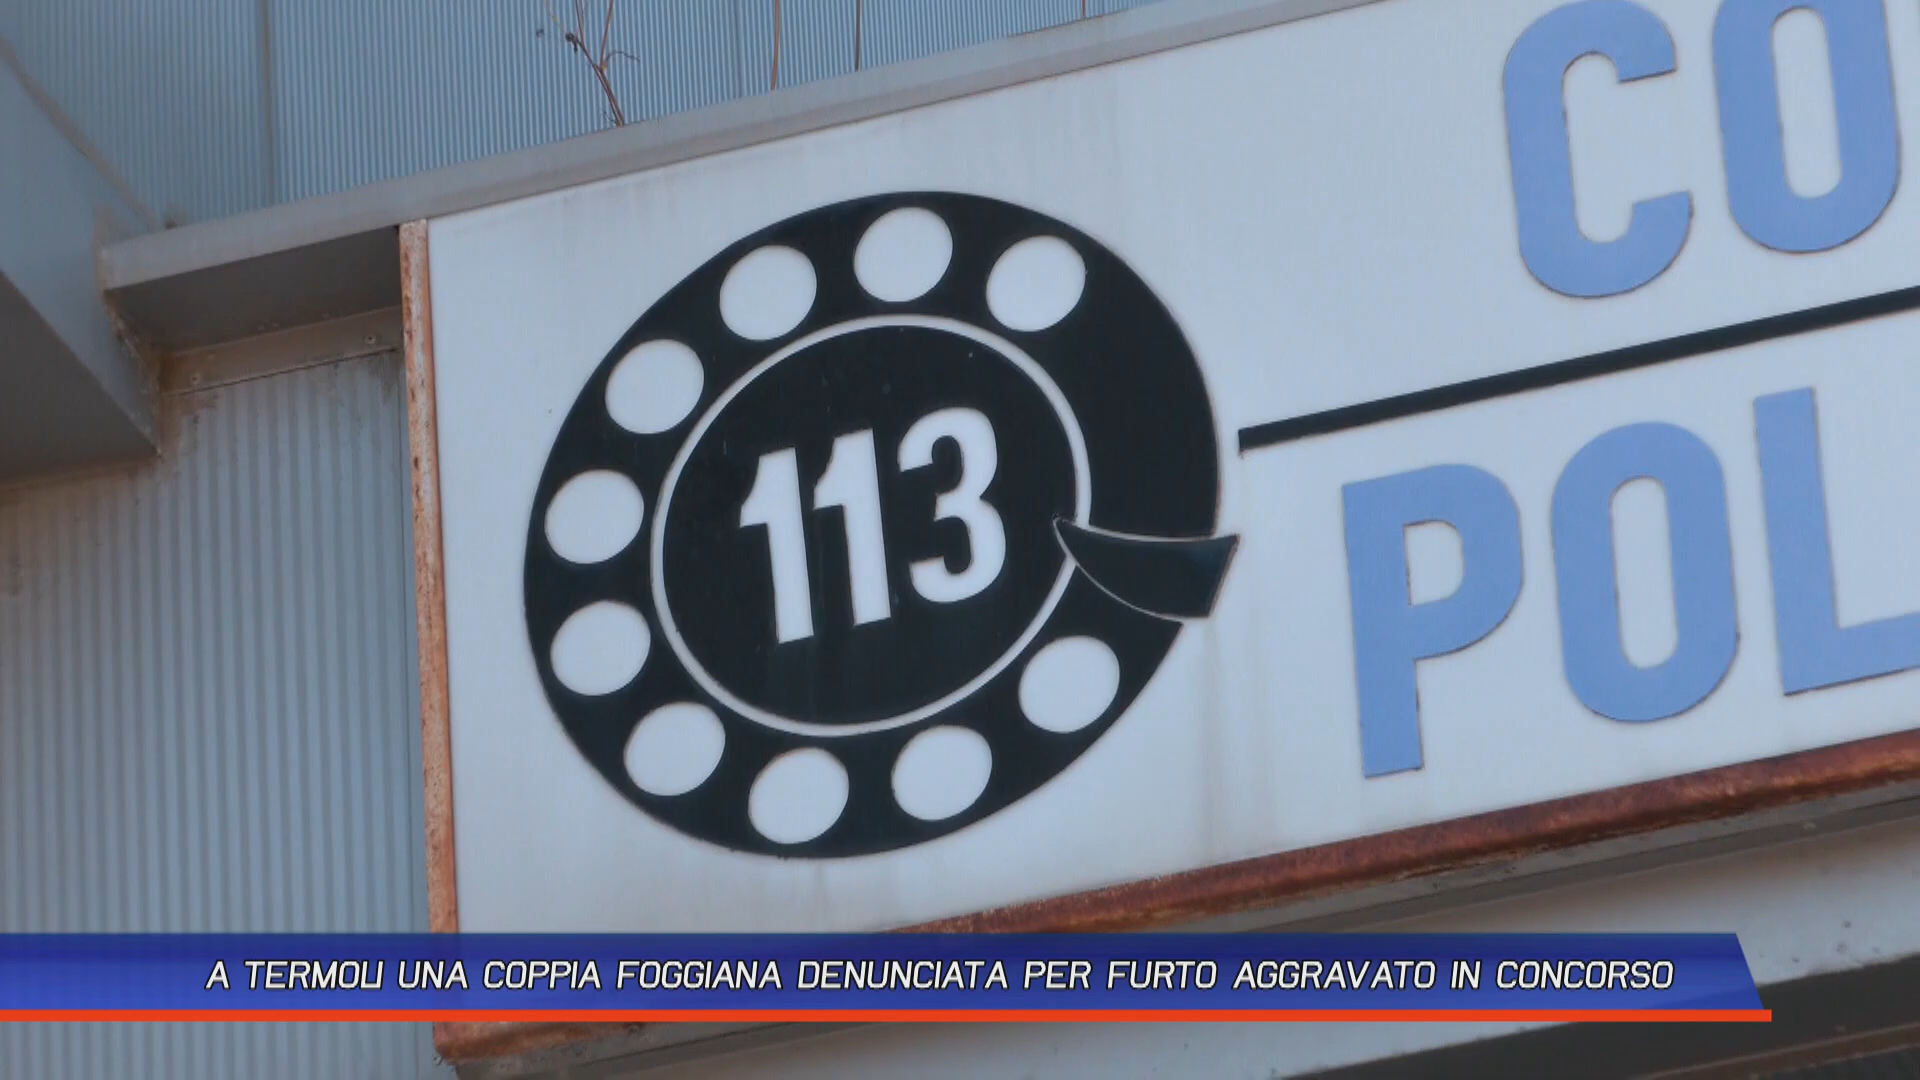 CO
113
POL
A TERMOLI UNA COPPIA FOGGIANA DENUNCIATA PER FURTO AGGRAVATO IN CONCORSO